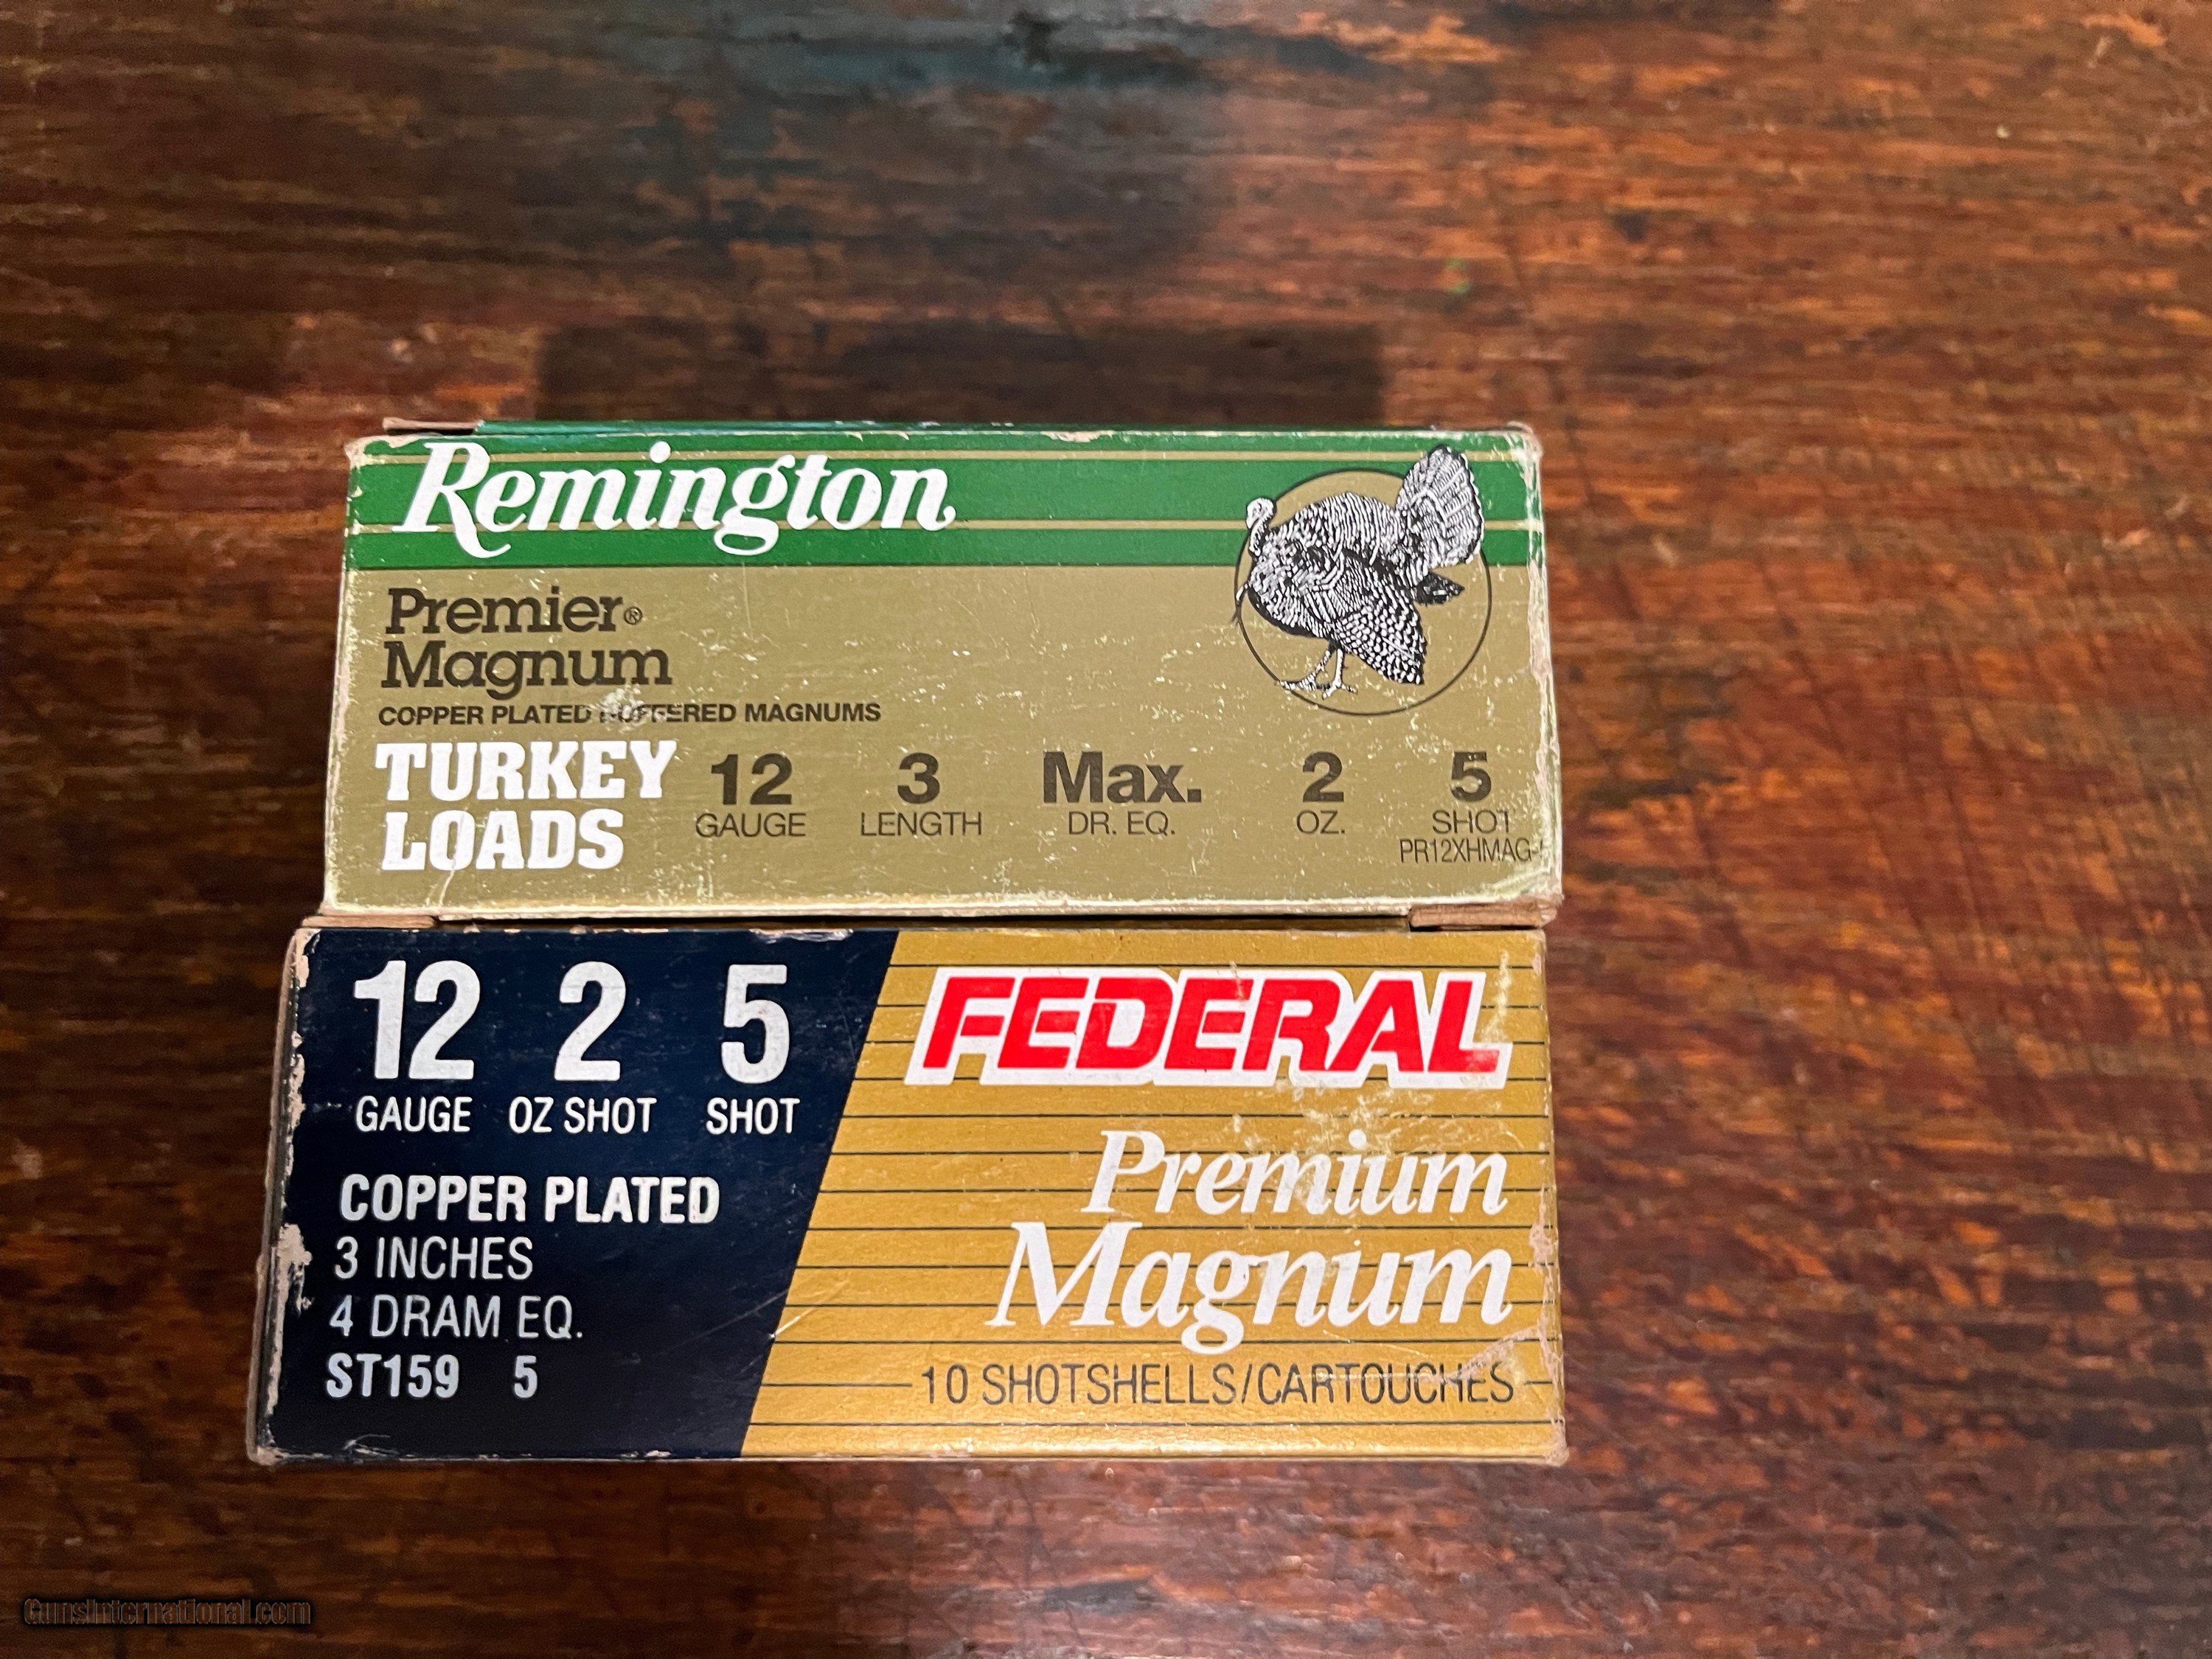 Remington
Premier®
Magnum
COPPER PLATED BUFFERED MAGNUMS
TURKEY LOADS
12 GAUGE
3 LENGTH
Max. DR. EQ.
2 OZ.
5 SHOT
PR12XHMAG-
12 GAUGE
2 OZ SHOT
5 SHOT
COPPER PLATED
3 INCHES
4 DRAM EQ.
ST159 5
FEDERAL
Premium
Magnum
10 SHOTSHELLS/CARTOUCHES
GunsInternational.com